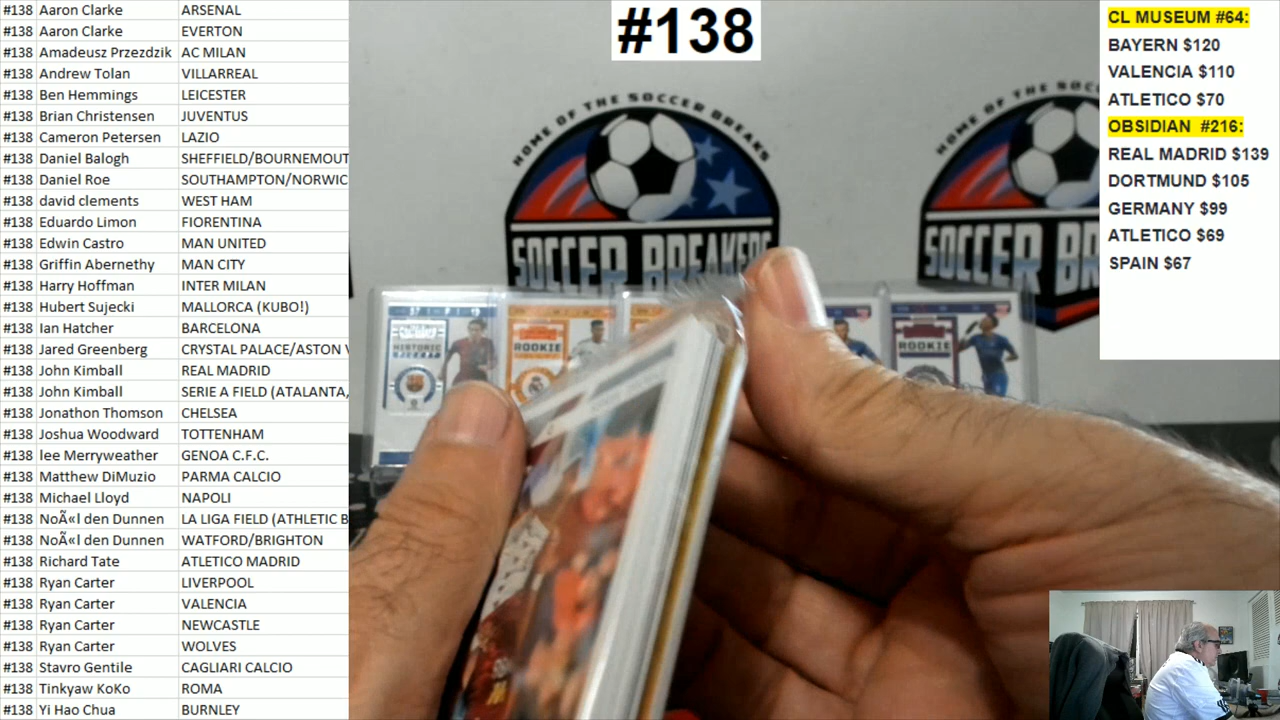 #138 Aaron Clarke ARSENAL
#138 Aaron Clarke EVERTON
#138 Amadeusz Przedzdzik AC MILAN
#138 Andrew Tolan VILLARREAL
#138 Ben Hemmings LEICESTER
#138 Brian Christensen JUVENTUS
#138 Cameron Petersen LAZIO
#138 Daniel Balogh SHEFFIELD/BOURNEMOUT
#138 Daniel Roe SOUTHAMPTON/NORWIC
#138 david clements WEST HAM
#138 Eduardo Limon FIORENTINA
#138 Edwin Castro MAN UNITED
#138 Griffin Abernethy MAN CITY
#138 Harry Hoffman INTER MILAN
#138 Hubert Sujecki MALLORCA (KUBO!)
#138 Ian Hatcher BARCELONA
#138 Jared Greenberg CRYSTAL PALACE/ASTON V
#138 John Kimball REAL MADRID
#138 John Kimball SERIE A FIELD (ATALANTA,
#138 Jonathon Thomson CHELSEA
#138 Joshua Woodward TOTTENHAM
#138 lee Merryweather GENOA C.F.C.
#138 Matthew DiMuzio PARMA CALCIO
#138 Michael Lloyd NAPOLI
#138 NoÃ«l den Dunnen LA LIGA FIELD (ATHLETIC B
#138 NoÃ«l den Dunnen WATFORD/BRIGHTON
#138 Richard Tate ATLETICO MADRID
#138 Ryan Carter LIVERPOOL
#138 Ryan Carter VALENCIA
#138 Ryan Carter NEWCASTLE
#138 Ryan Carter WOLVES
#138 Stavro Gentile CAGLIARI CALCIO
#138 Tinkyaw KoKo ROMA
#138 Yi Hao Chua BURNLEY
#138
HOME OF THE SOCCER BREAKS
SOCCER BREAKERS
HOME OF THE
SOCCER BR
HISTORIC
ROOKIE
ROOKIE
CL MUSEUM #64:
BAYERN $120
VALENCIA $110
ATLETICO $70
OBSIDIAN #216:
REAL MADRID $139
DORTMUND $105
GERMANY $99
ATLETICO $69
SPAIN $67